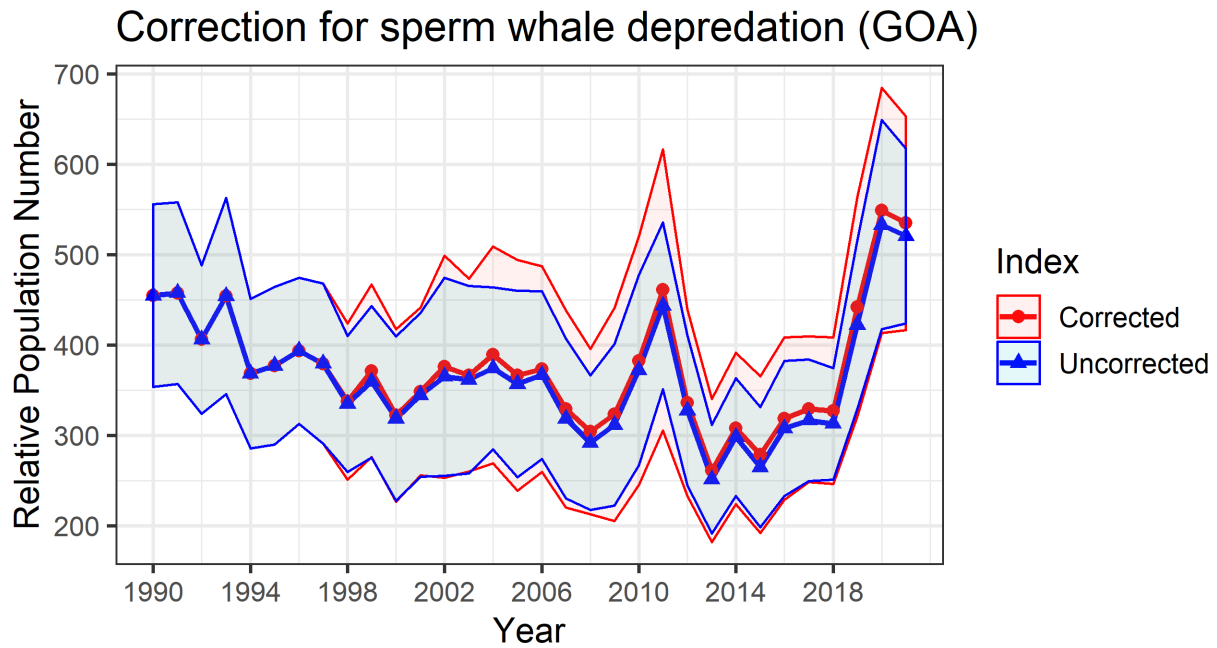 Correction for sperm whale depredation (GOA)
Relative Population Number
700
600
500
400
300
200
1990 1994 1998 2002 2006 2010 2014 2018
Year
Index
Corrected
Uncorrected